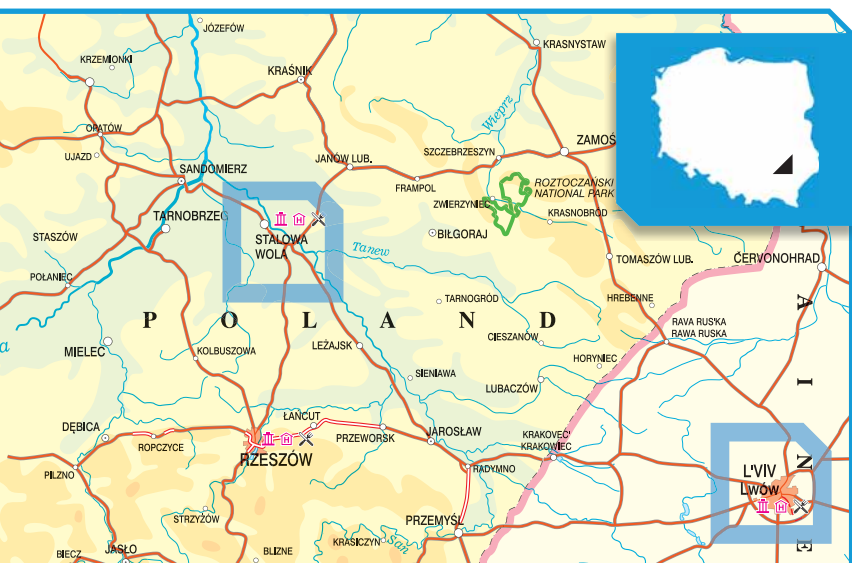 JÓZEFÓW
KRASNYSTAW
KRZEMIONKI
KRAŚNIK
Wieprz
OPATÓW
ZAMOŚ
UJAZD
SZCZEBRZESZYN
JANÓW LUB.
SANDOMIERZ
FRAMPOL
ROZTOCZAŃSKI
NATIONAL PARK
ZWIERZYNIEC
KRASNOBRÓD
TARNOBRZEG
H
STASZÓW
STALOWA
WOLA
BIŁGORAJ
Tanew
TOMASZÓW LUB.
ČERVONOHRAD
POŁANIEC
TARNOGRÓD
HREBENNE
A
P O L A N D
RAVA RUS'KA
RAWA RUSKA
CIESZANÓW
a
MIELEC
KOLBUSZOWA
LEŻAJSK
HORYNIEC
SIENIAWA
I
LUBACZÓW
ŁAŃCUT
DĘBICA
H
PRZEWORSK
JAROSŁAW
KRAKOVEC'
KRAKOWIEC
ROPCZYCE
RZESZÓW
N
L'VIV
LWÓW
RADYMNO
PILZNO
H
STRZYŻÓW
PRZEMYŚL
KRASICZYN
San
E
BIECZ
JASŁO
BLIZNE